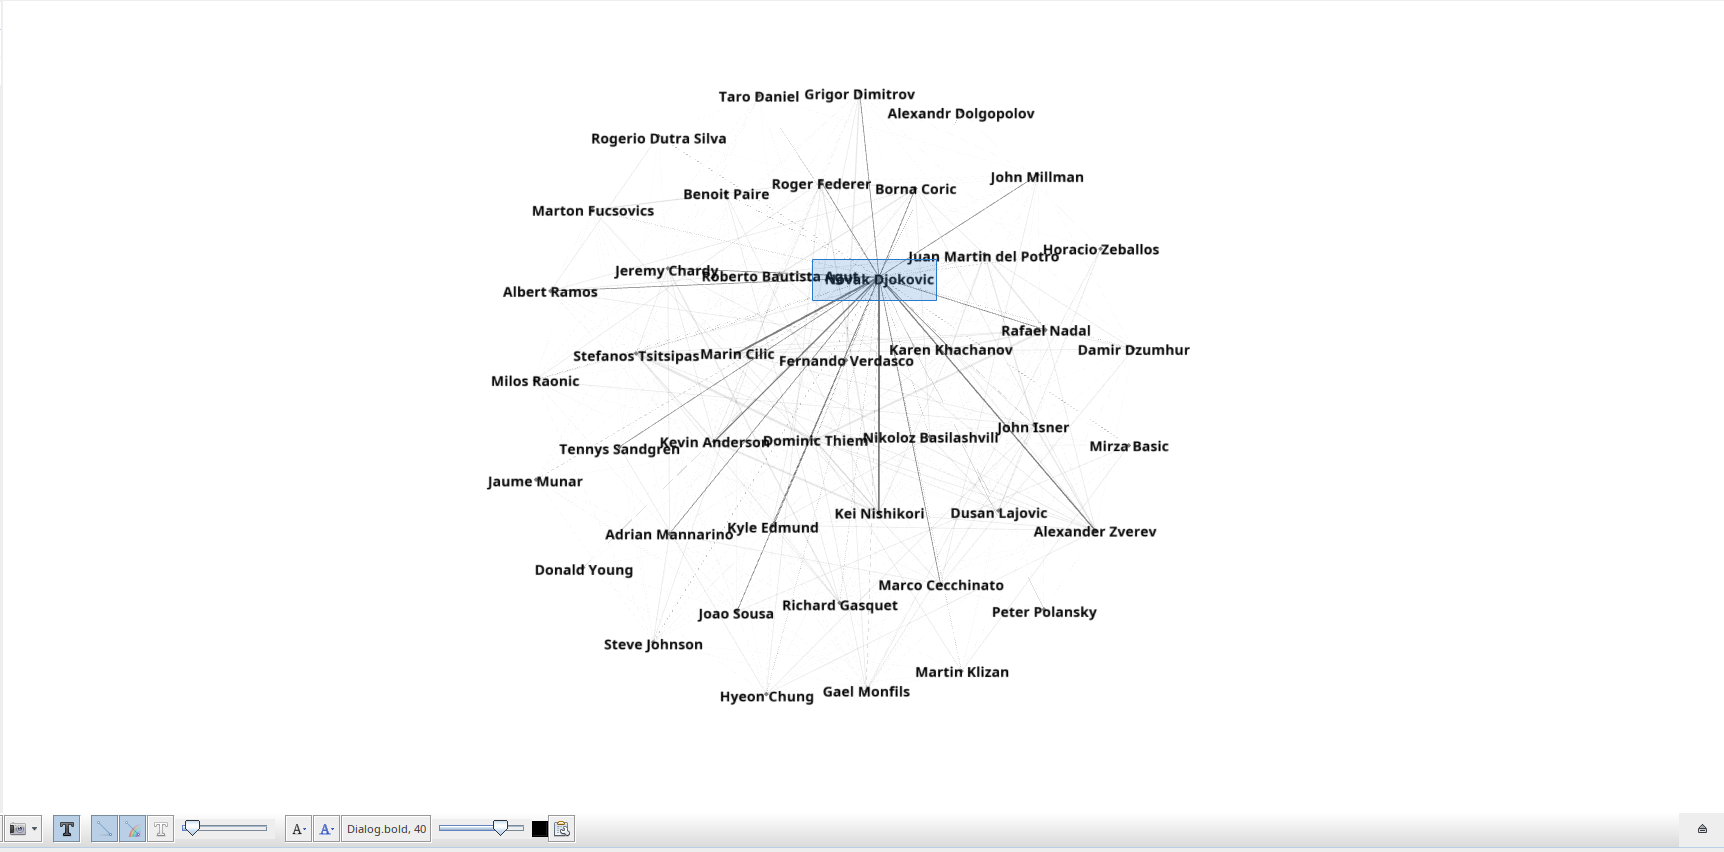 Taro Daniel
Grigor Dimitrov
Alexandr Dolgopolov
Rogerio Dutra Silva
John Millman
Roger Federer
Borna Coric
Benoit Paire
Marton Fucsovics
Horacio Zeballos
Juan Martin del Potro
Jeremy Chardy
Roberto Bautista Agut
Novak Djokovic
Albert Ramos
Rafael Nadal
Stefanos Tsitsipas
Marin Cilic
Fernando Verdasco
Karen Khachanov
Damir Dzumhur
Milos Raonic
John Isner
Tennys Sandgren
Kevin Anderson
Dominic Thiem
Nikoloz Basilashvili
Mirza Basic
Jaume Munar
Kei Nishikori
Dusan Lajovic
Adrian Mannarino
Kyle Edmund
Alexander Zverev
Donald Young
Marco Cecchinato
Joao Sousa
Richard Gasquet
Peter Polansky
Steve Johnson
Martin Klizan
Hyeon Chung
Gael Monfils
T T A- A- Dialog.bold, 40